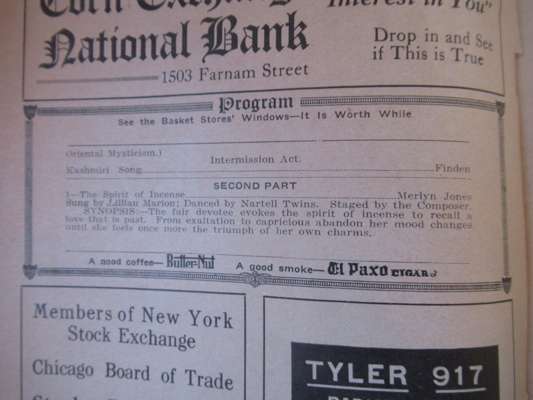 Corn Exchange
National Bank
1503 Farnam Street
Interest in You"
Drop in and See
if This is True
Program
See the Basket Stores' Windows—It Is Worth While
Oriental Mysticism.)
Intermission Act.
Kashmiri Song Finden
SECOND PART
1—The Spirit of Incense Merlyn Jones
Sung by Lillian Marion; Danced by Nartell Twins. Staged by the Composer.
SYNOPSIS:—The fair devotee evokes the spirit of incense to recall a
love that is past. From exaltation to capricious abandon her mood changes
until she feels once more the triumph of her own charms.
A good coffee—Butter-Nut A good smoke—El Paxo CIGARS
Members of New York
Stock Exchange
Chicago Board of Trade
TYLER 917